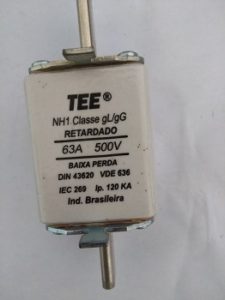 TEE®
NH1 Classe gL/gG
RETARDADO
63A 500V
BAIXA PERDA
DIN 43620 VDE 636
IEC 269 Ip. 120 KA
Ind. Brasileira